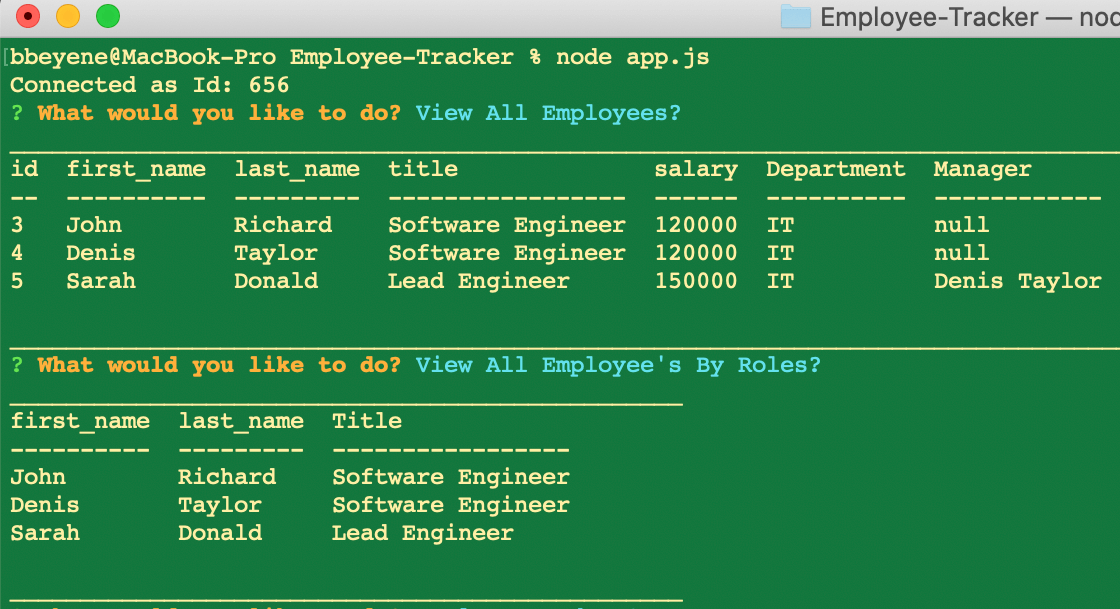 Employee-Tracker — nod
bbeyene@MacBook-Pro Employee-Tracker % node app.js
Connected as Id: 656
? What would you like to do? View All Employees?
id first_name last_name title salary Department Manager
-- ---------- --------- ----------------- ------ ---------- ------------
3 John Richard Software Engineer 120000 IT null
4 Denis Taylor Software Engineer 120000 IT null
5 Sarah Donald Lead Engineer 150000 IT Denis Taylor
? What would you like to do? View All Employee's By Roles?
first_name last_name Title
---------- --------- -----------------
John Richard Software Engineer
Denis Taylor Software Engineer
Sarah Donald Lead Engineer